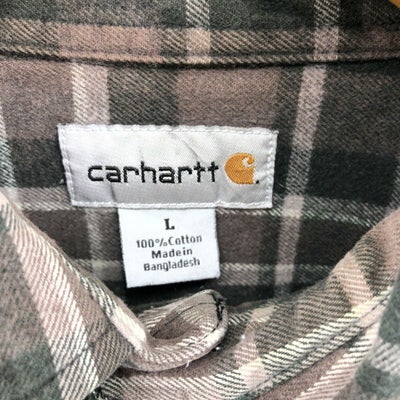 carhartt
L
100% Cotton
Made in
Bangladesh